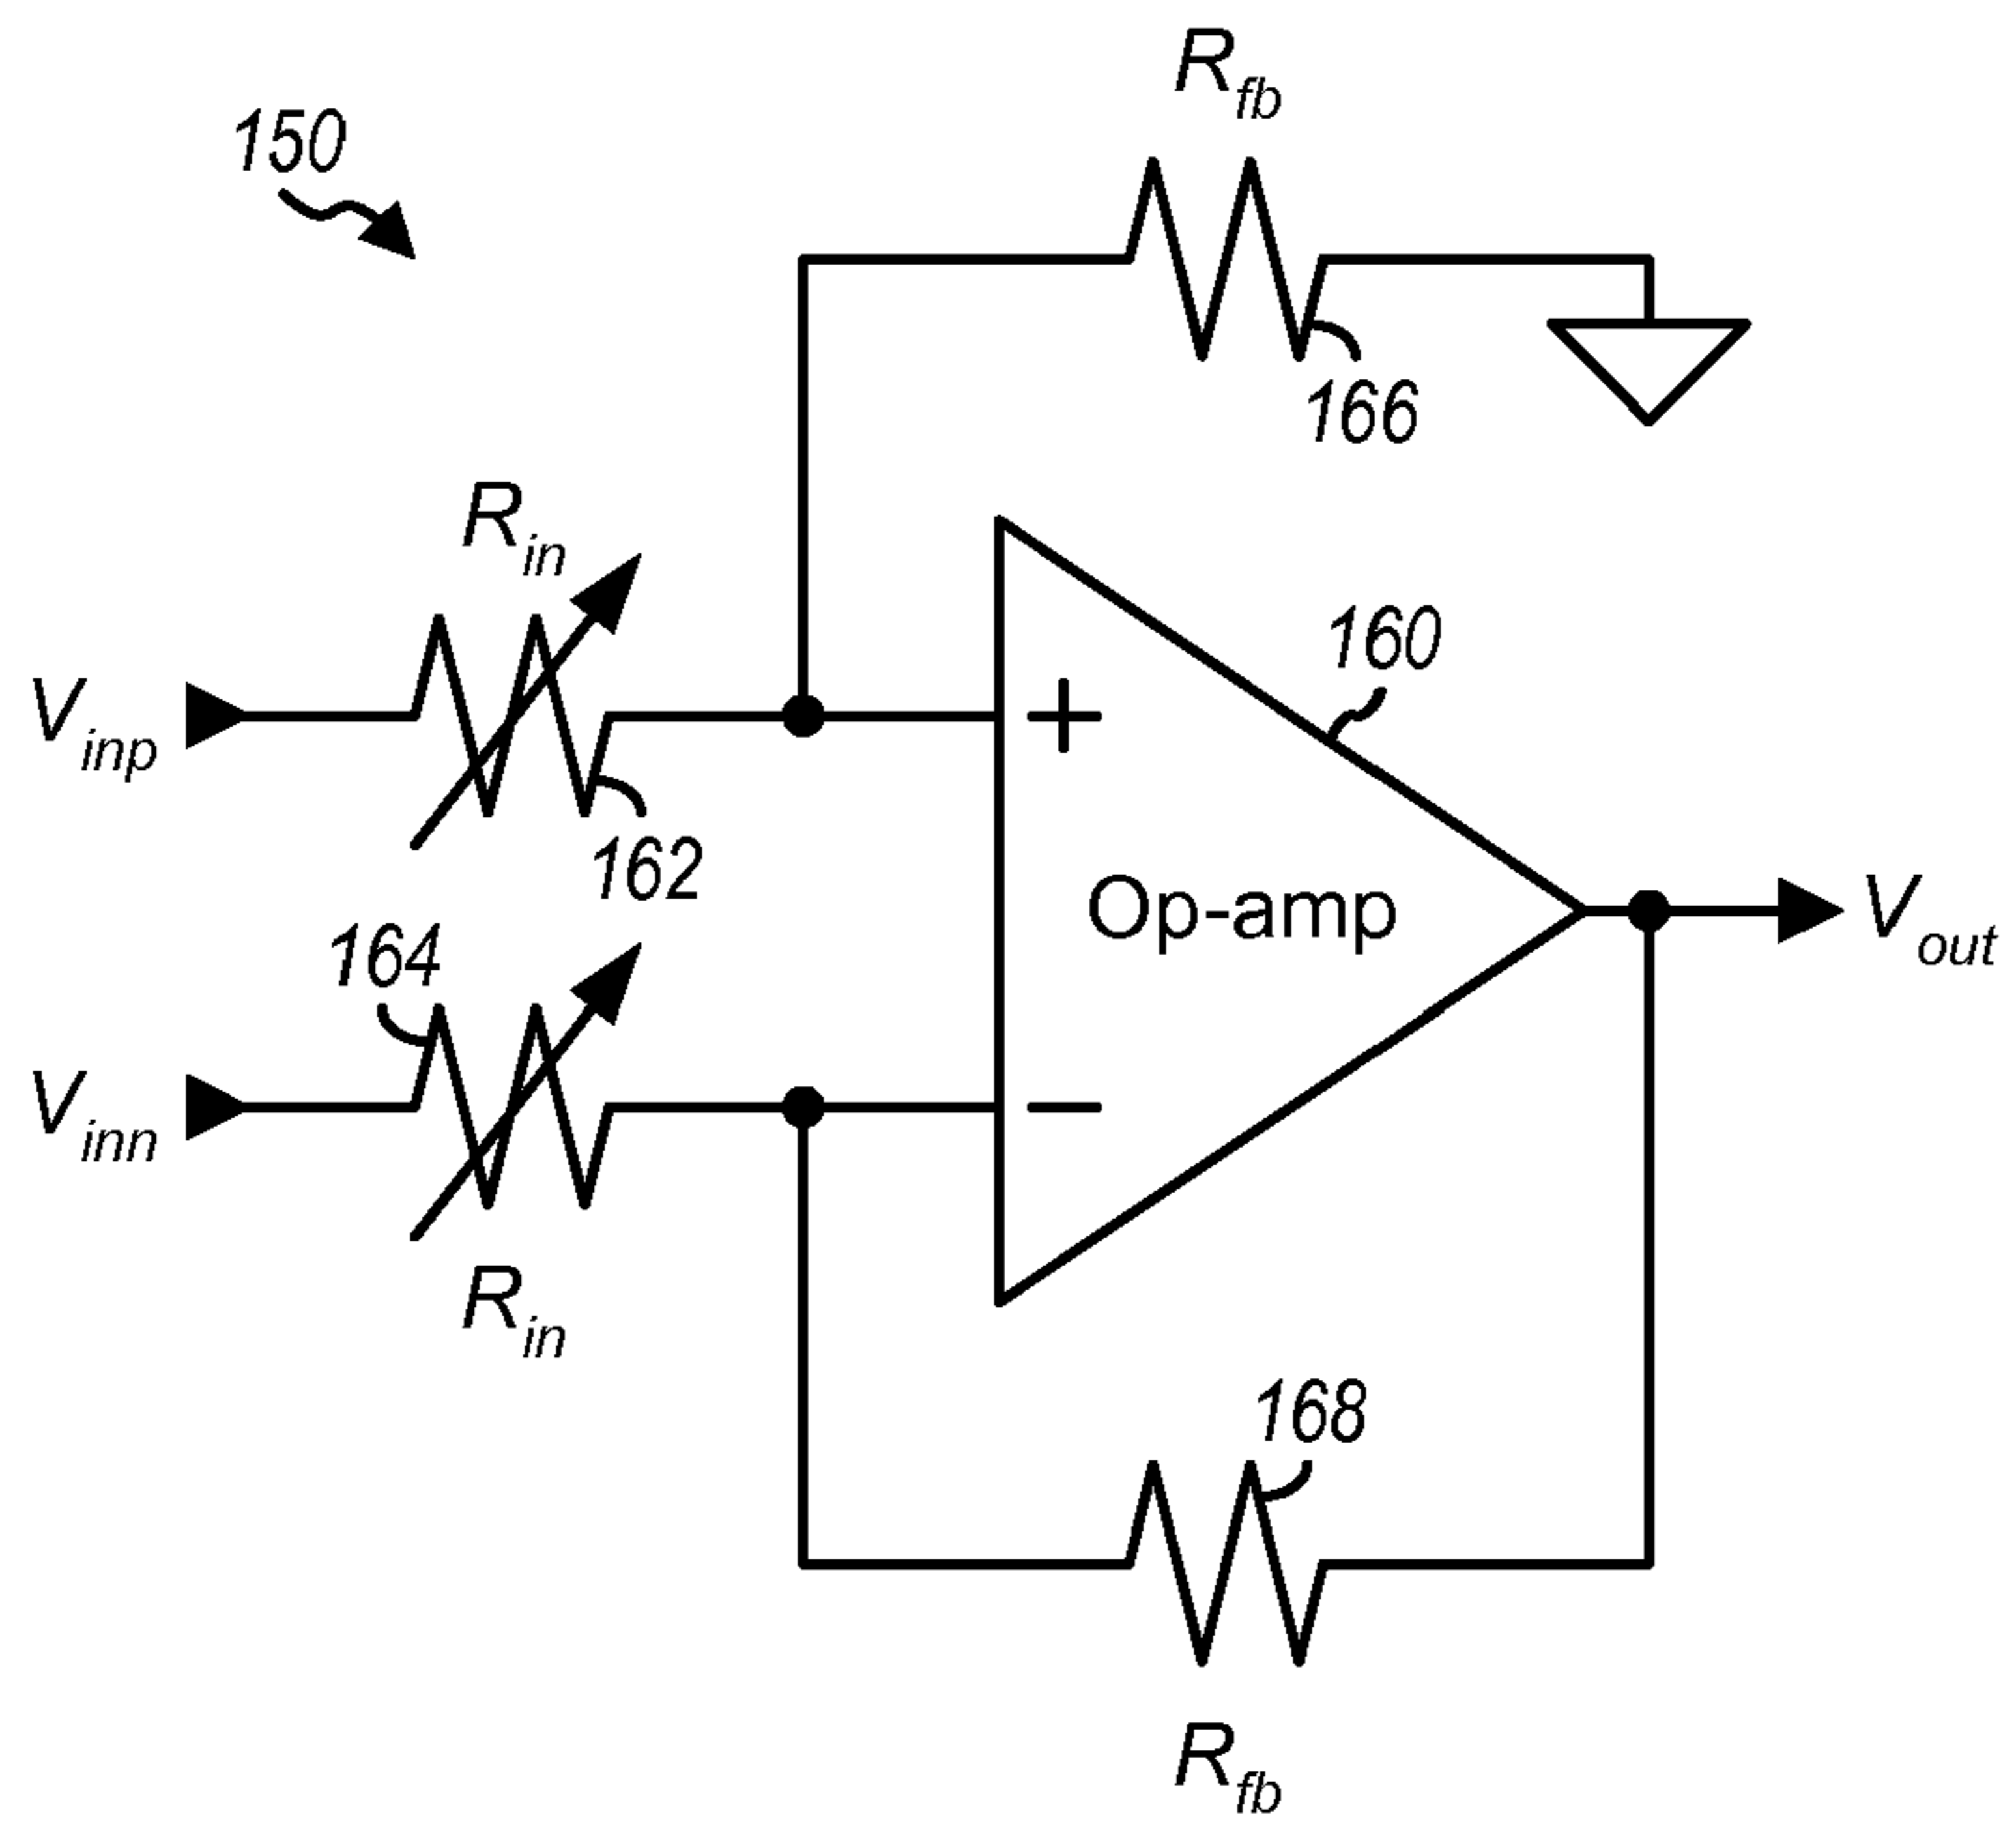 R_fb
150
166
R_in
160
V_inp
162
Op-amp
V_out
164
V_inn
R_in
168
R_fb
+
−